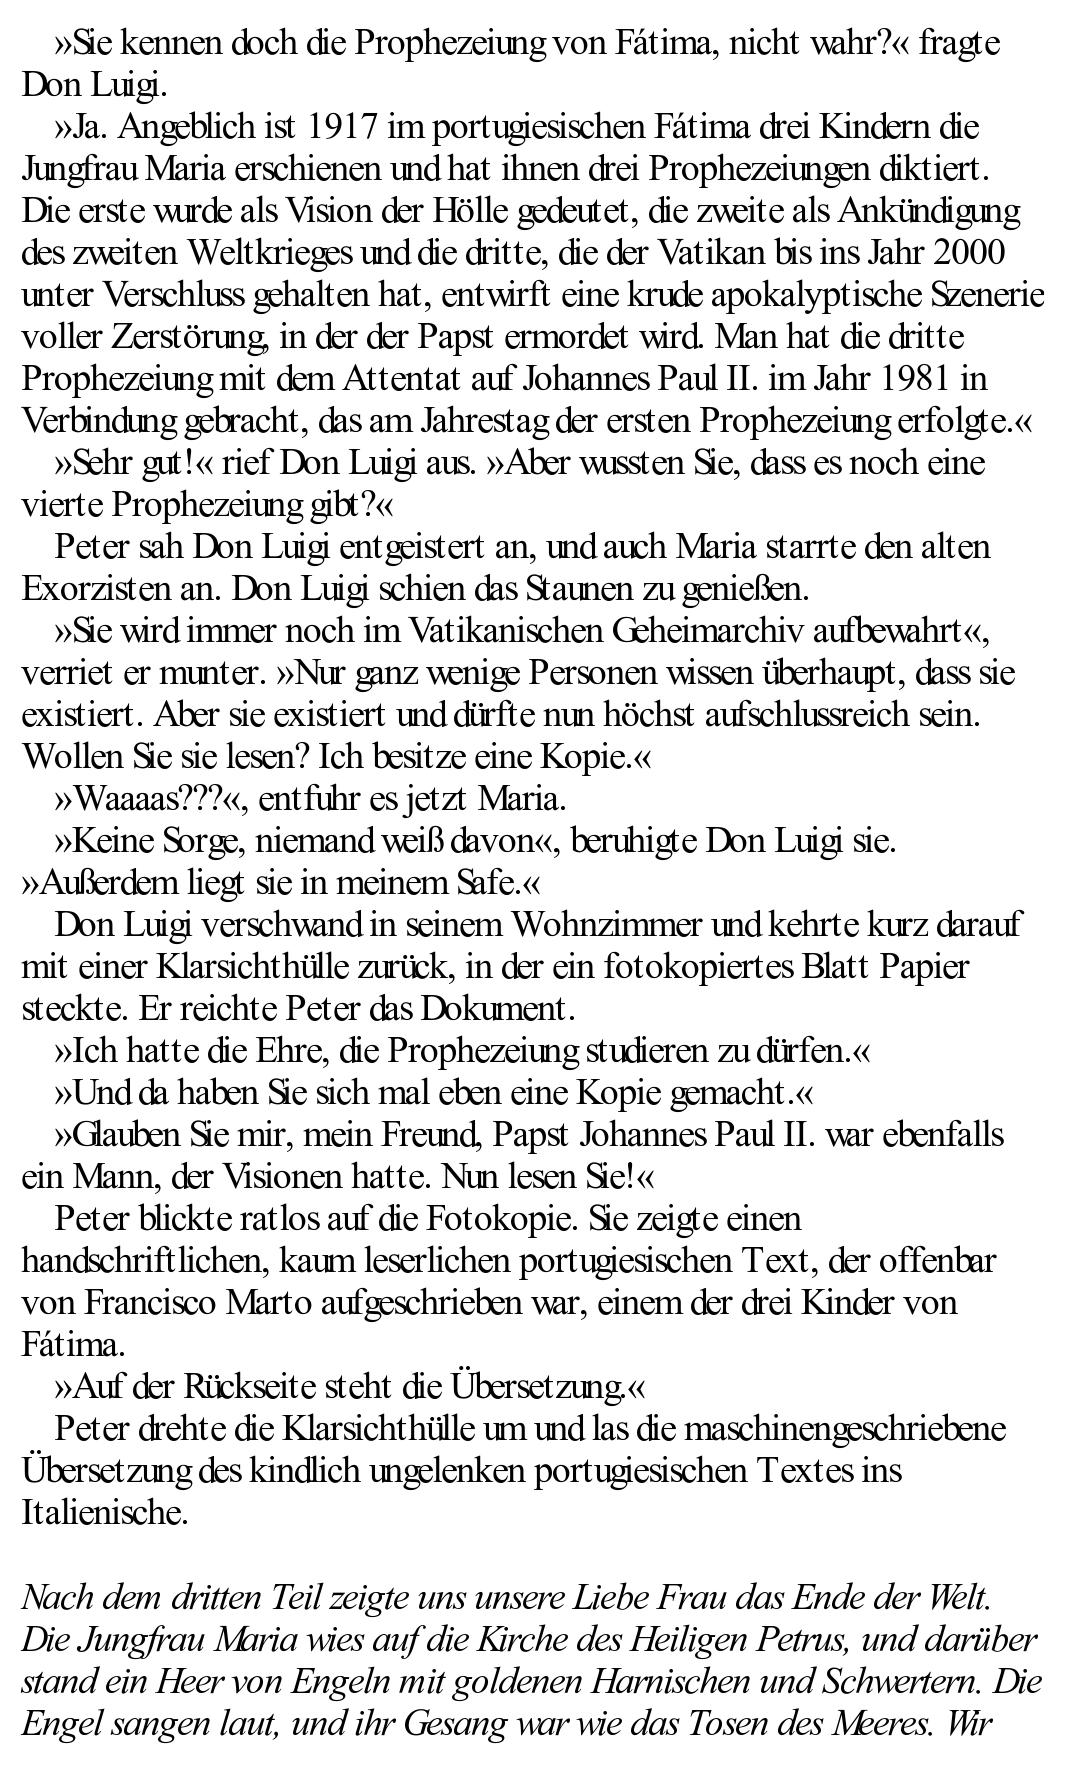 »Sie kennen doch die Prophezeiung von Fátima, nicht wahr?« fragte
Don Luigi.
»Ja. Angeblich ist 1917 im portugiesischen Fátima drei Kindern die
Jungfrau Maria erschienen und hat ihnen drei Prophezeiungen diktiert.
Die erste wurde als Vision der Hölle gedeutet, die zweite als Ankündigung
des zweiten Weltkrieges und die dritte, die der Vatikan bis ins Jahr 2000
unter Verschluss gehalten hat, entwirft eine krude apokalyptische Szenerie
voller Zerstörung, in der der Papst ermordet wird. Man hat die dritte
Prophezeiung mit dem Attentat auf Johannes Paul II. im Jahr 1981 in
Verbindung gebracht, das am Jahrestag der ersten Prophezeiung erfolgte.«
»Sehr gut!« rief Don Luigi aus. »Aber wussten Sie, dass es noch eine
vierte Prophezeiung gibt?«
Peter sah Don Luigi entgeistert an, und auch Maria starrte den alten
Exorzisten an. Don Luigi schien das Staunen zu genießen.
»Sie wird immer noch im Vatikanischen Geheimarchiv aufbewahrt«,
verriet er munter. »Nur ganz wenige Personen wissen überhaupt, dass sie
existiert. Aber sie existiert und dürfte nun höchst aufschlussreich sein.
Wollen Sie sie lesen? Ich besitze eine Kopie.«
»Waaaas???«, entfuhr es jetzt Maria.
»Keine Sorge, niemand weiß davon«, beruhigte Don Luigi sie.
»Außerdem liegt sie in meinem Safe.«
Don Luigi verschwand in seinem Wohnzimmer und kehrte kurz darauf
mit einer Klarsichthülle zurück, in der ein fotokopiertes Blatt Papier
steckte. Er reichte Peter das Dokument.
»Ich hatte die Ehre, die Prophezeiung studieren zu dürfen.«
»Und da haben Sie sich mal eben eine Kopie gemacht.«
»Glauben Sie mir, mein Freund, Papst Johannes Paul II. war ebenfalls
ein Mann, der Visionen hatte. Nun lesen Sie!«
Peter blickte ratlos auf die Fotokopie. Sie zeigte einen
handschriftlichen, kaum leserlichen portugiesischen Text, der offenbar
von Francisco Marto aufgeschrieben war, einem der drei Kinder von
Fátima.
»Auf der Rückseite steht die Übersetzung.«
Peter drehte die Klarsichthülle um und las die maschinengeschriebene
Übersetzung des kindlich ungelenken portugiesischen Textes ins
Italienische.
Nach dem dritten Teil zeigte uns unsere Liebe Frau das Ende der Welt.
Die Jungfrau Maria wies auf die Kirche des Heiligen Petrus, und darüber
stand ein Heer von Engeln mit goldenen Harnischen und Schwertern. Die
Engel sangen laut, und ihr Gesang war wie das Tosen des Meeres. Wir